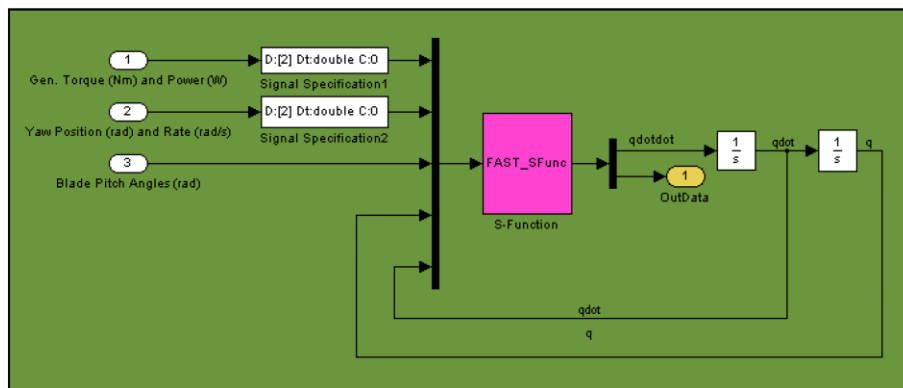 1
D:[2] Dt:double C:0
Gen. Torque (Nm) and Power (W)
Signal Specification1
2
D:[2] Dt:double C:0
Yaw Position (rad) and Rate (rad/s)
Signal Specification2
3
Blade Pitch Angles (rad)
FAST_SFunc
S-Function
qdotdot
1
OutData
1
s
qdot
1
s
q
qdot
q